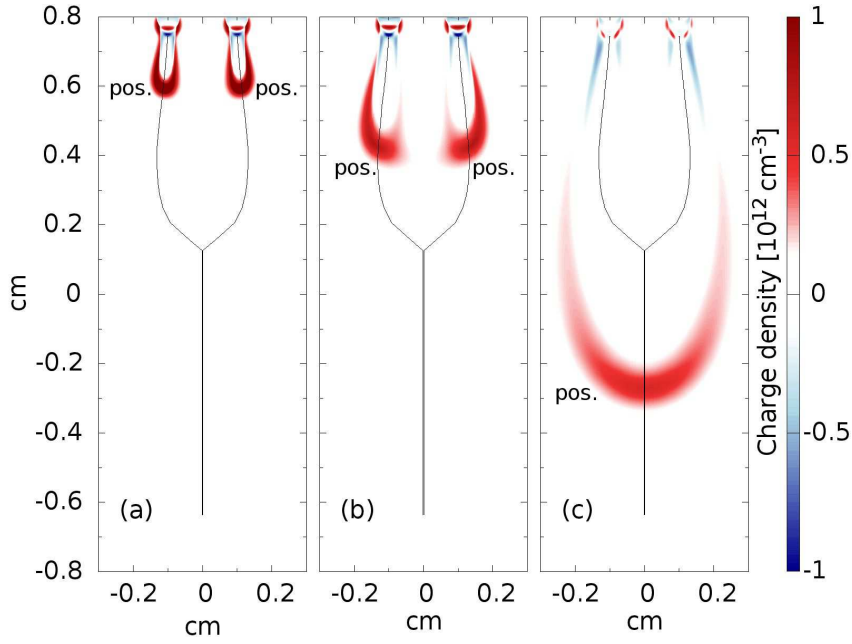 0.8
0.6
0.4
0.2
0
-0.2
-0.4
-0.6
-0.8
cm
pos. pos.
(a)
-0.2 0 0.2
cm
pos. pos.
(b)
-0.2 0 0.2
cm
pos.
(c)
-0.2 0 0.2
cm
Charge density [10¹² cm⁻³]
1
0.5
0
-0.5
-1